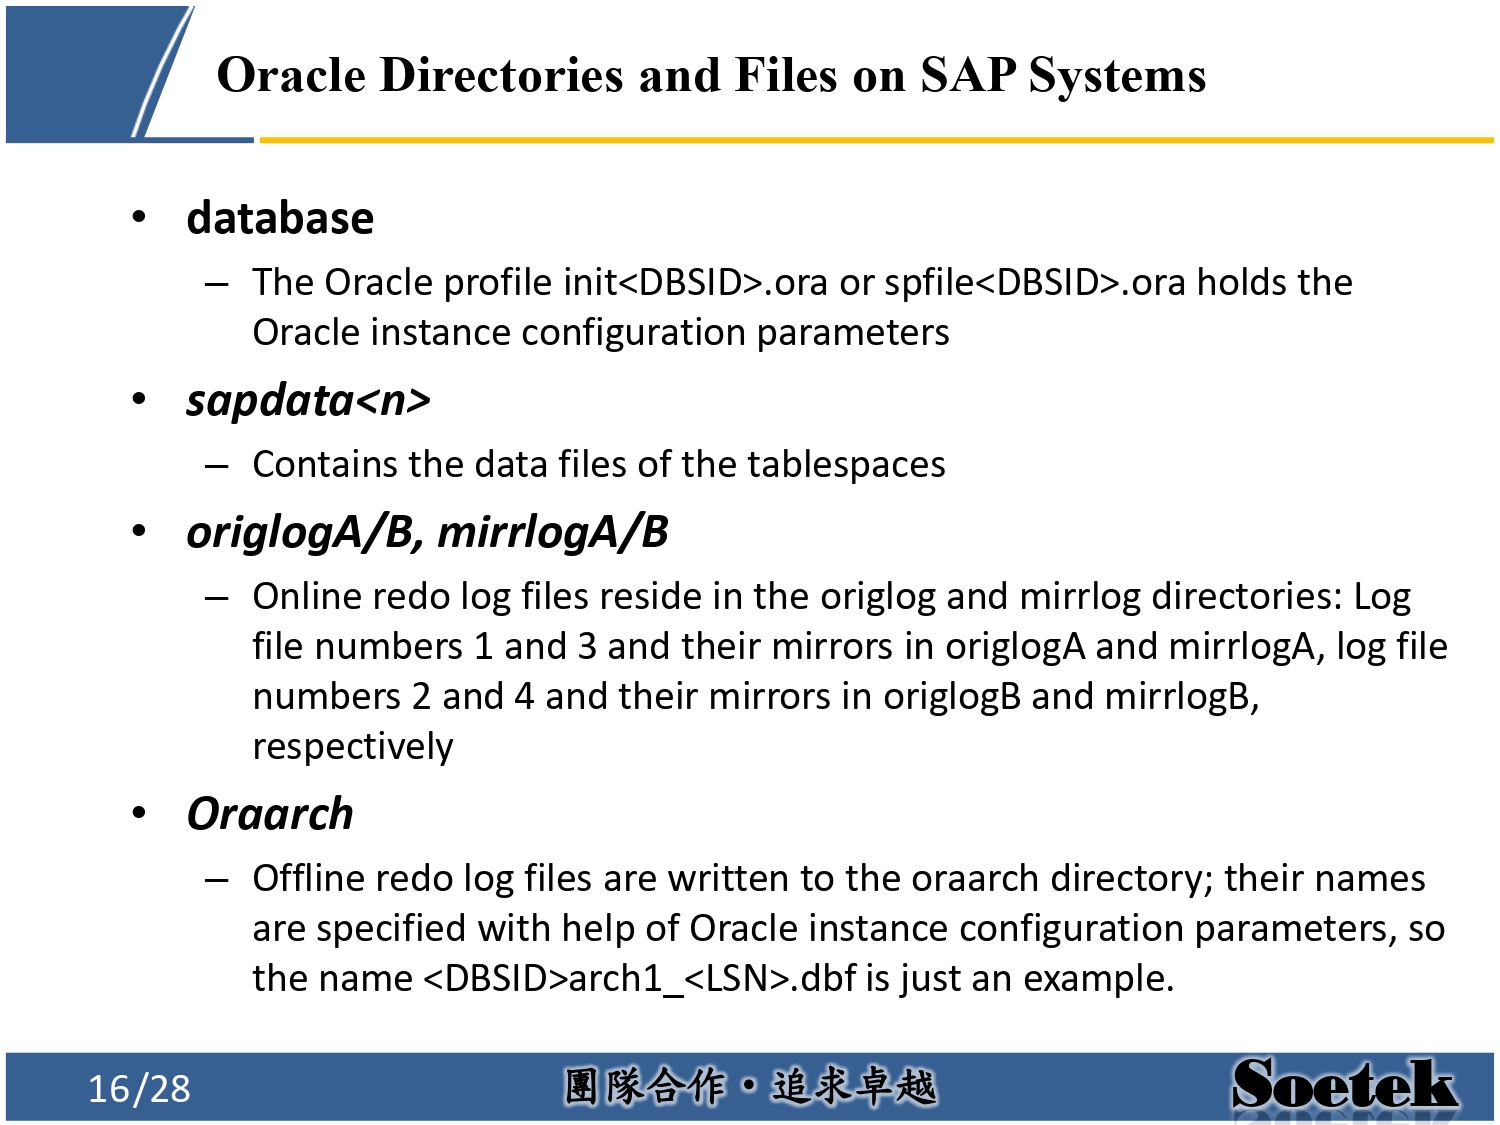 Oracle Directories and Files on SAP Systems
• database
– The Oracle profile init<DBSID>.ora or spfile<DBSID>.ora holds the
Oracle instance configuration parameters
• sapdata<n>
– Contains the data files of the tablespaces
• origlogA/B, mirrlogA/B
– Online redo log files reside in the origlog and mirrlog directories: Log
file numbers 1 and 3 and their mirrors in origlogA and mirrlogA, log file
numbers 2 and 4 and their mirrors in origlogB and mirrlogB,
respectively
• Oraarch
– Offline redo log files are written to the oraarch directory; their names
are specified with help of Oracle instance configuration parameters, so
the name <DBSID>arch1_<LSN>.dbf is just an example.
16/28
團隊合作・追求卓越
Soetek